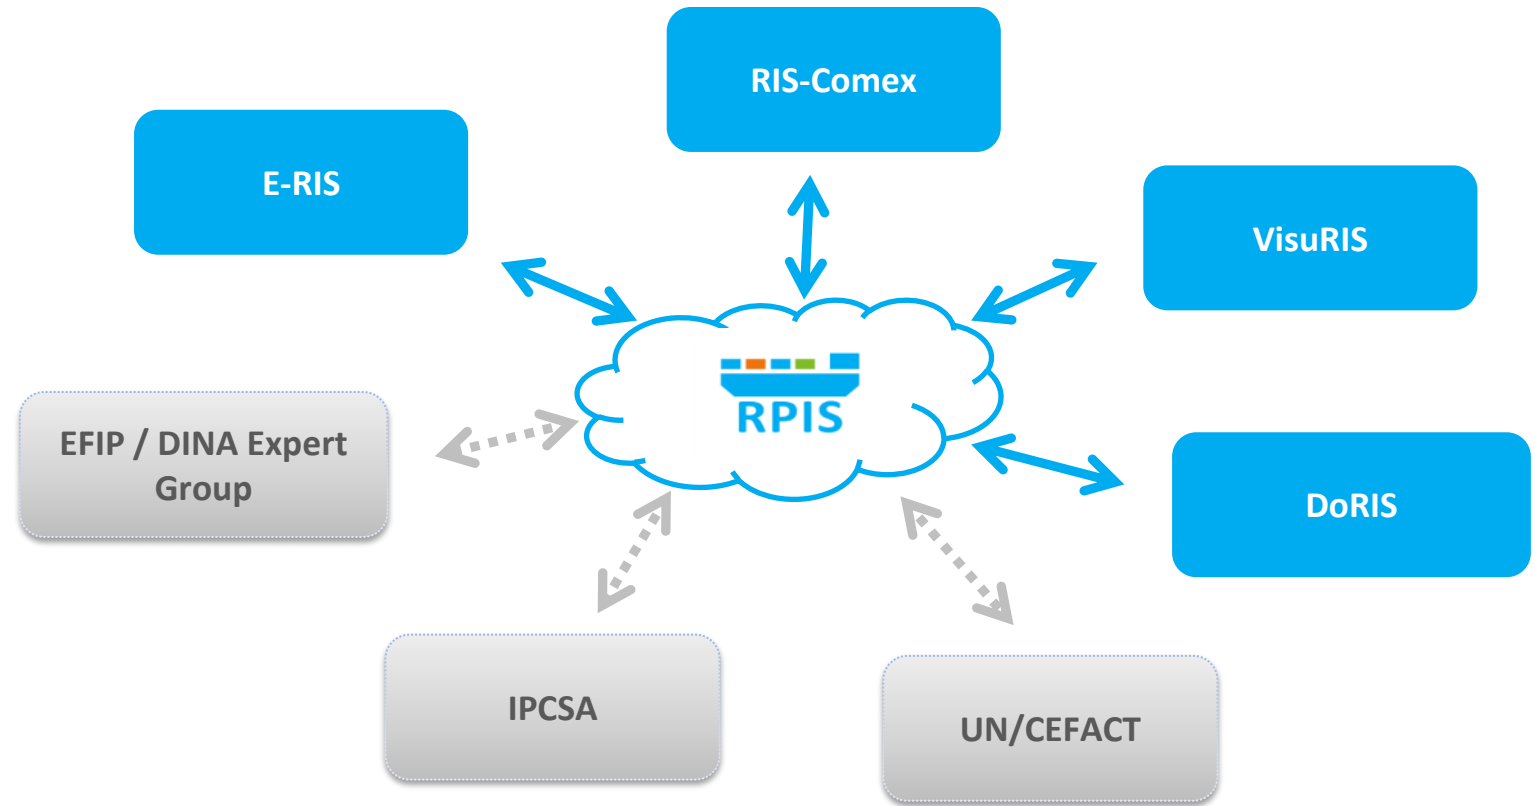 RIS-Comex
E-RIS
VisuRIS
RPIS
EFIP / DINA Expert
Group
DoRIS
IPCSA
UN/CEFACT